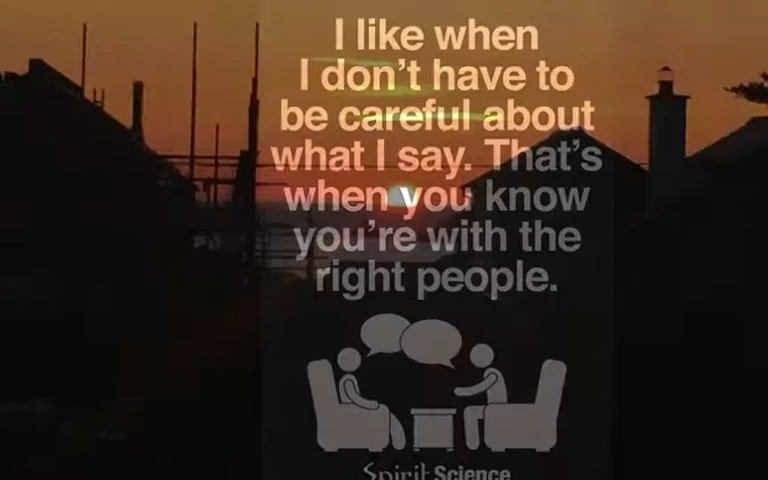 I like when
I don't have to
be careful about
what I say. That's
when you know
you're with the
right people.
Spirit Science